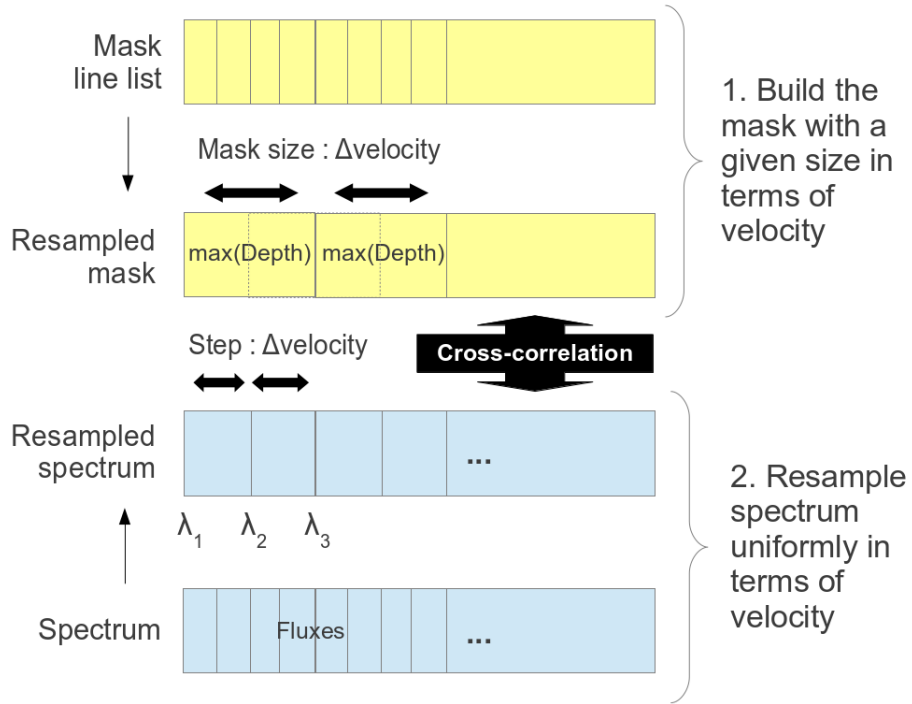 Mask
line list
1. Build the
mask with a
given size in
terms of
velocity
Mask size : Δvelocity
Resampled
mask
max(Depth)
max(Depth)
Step : Δvelocity
Cross-correlation
Resampled
spectrum
...
λ1
λ2
λ3
2. Resample
spectrum
uniformly in
terms of
velocity
Spectrum
Fluxes
...